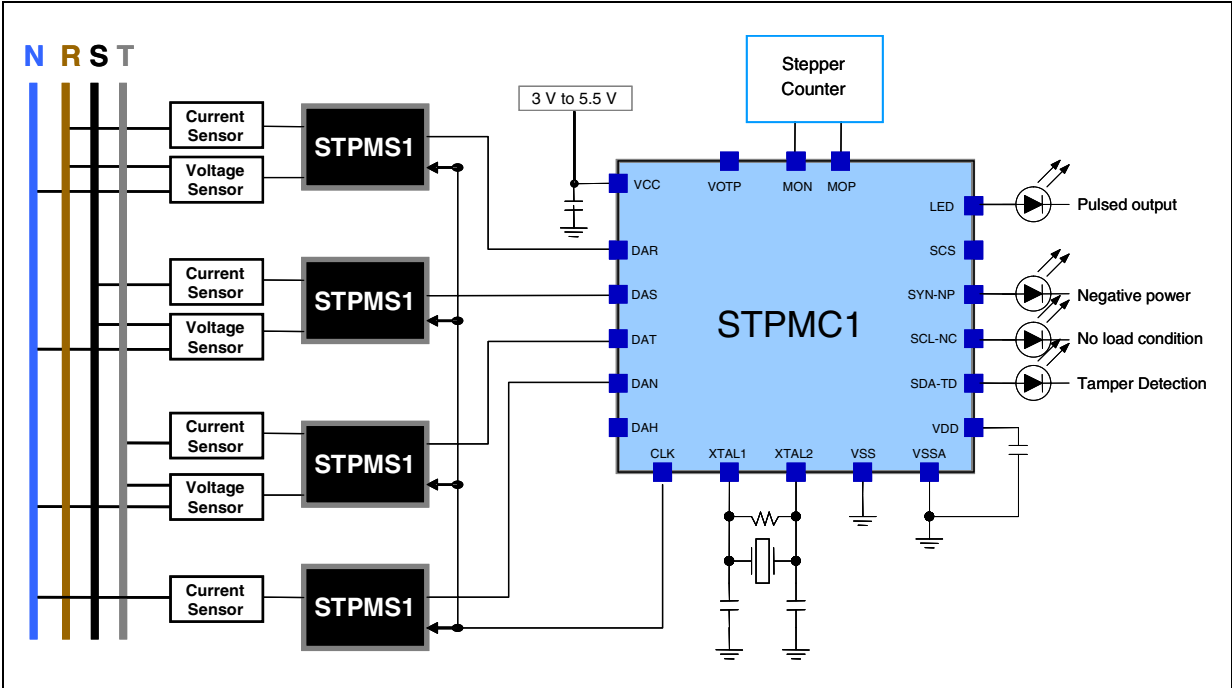 N R S T
Current
Sensor
STPMS1
Voltage
Sensor
Current
Sensor
STPMS1
Voltage
Sensor
Current
Sensor
STPMS1
Voltage
Sensor
Current
Sensor
STPMS1
3 V to 5.5 V
Stepper
Counter
VCC
VOTP
MON
MOP
LED
Pulsed output
DAR
SCS
DAS
SYN-NP
Negative power
STPMC1
DAT
SCL-NC
No load condition
DAN
SDA-TD
Tamper Detection
DAH
VDD
CLK
XTAL1
XTAL2
VSS
VSSA